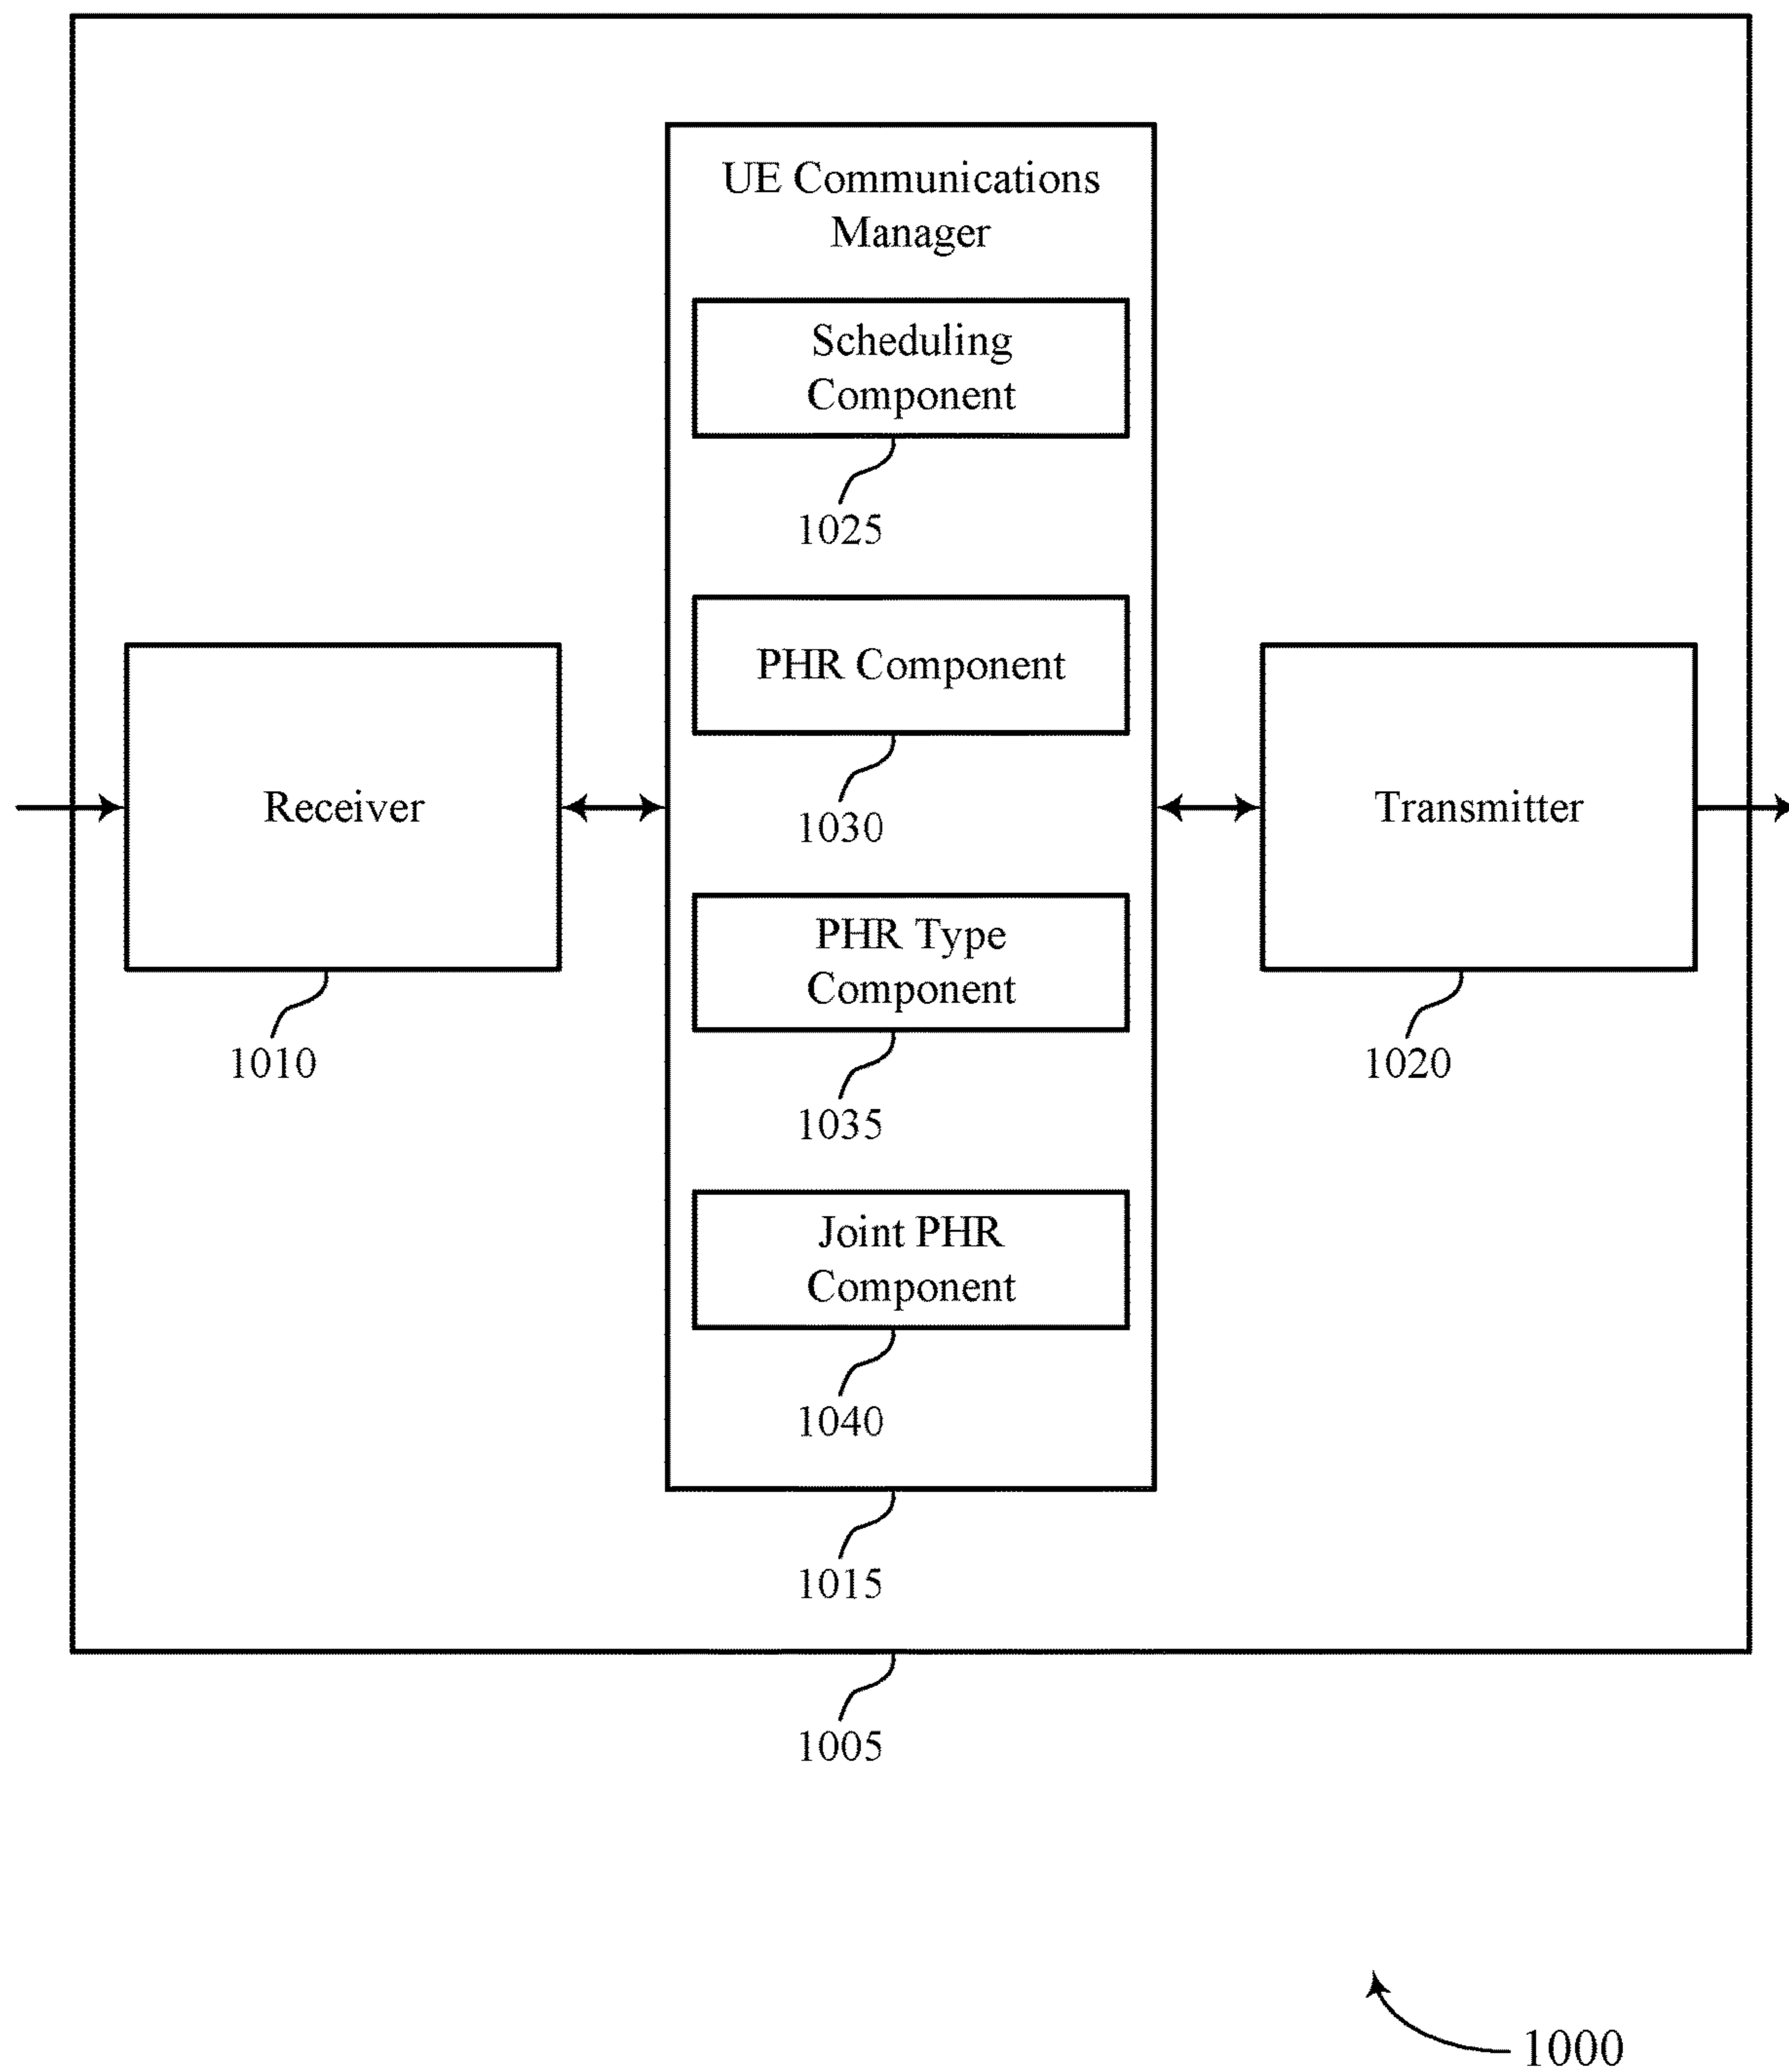 UE Communications
Manager
Scheduling
Component
1025
PHR Component
1030
Receiver
1010
Transmitter
1020
PHR Type
Component
1035
Joint PHR
Component
1040
1015
1005
1000